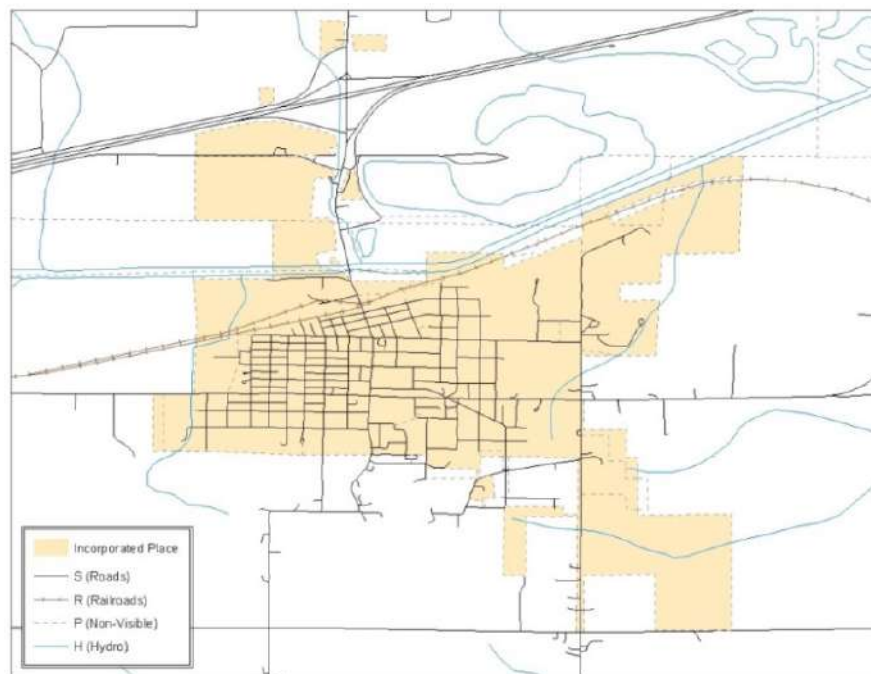 Incorporated Place
S (Roads)
R (Railroads)
P (Non-Visible)
H (Hydro)